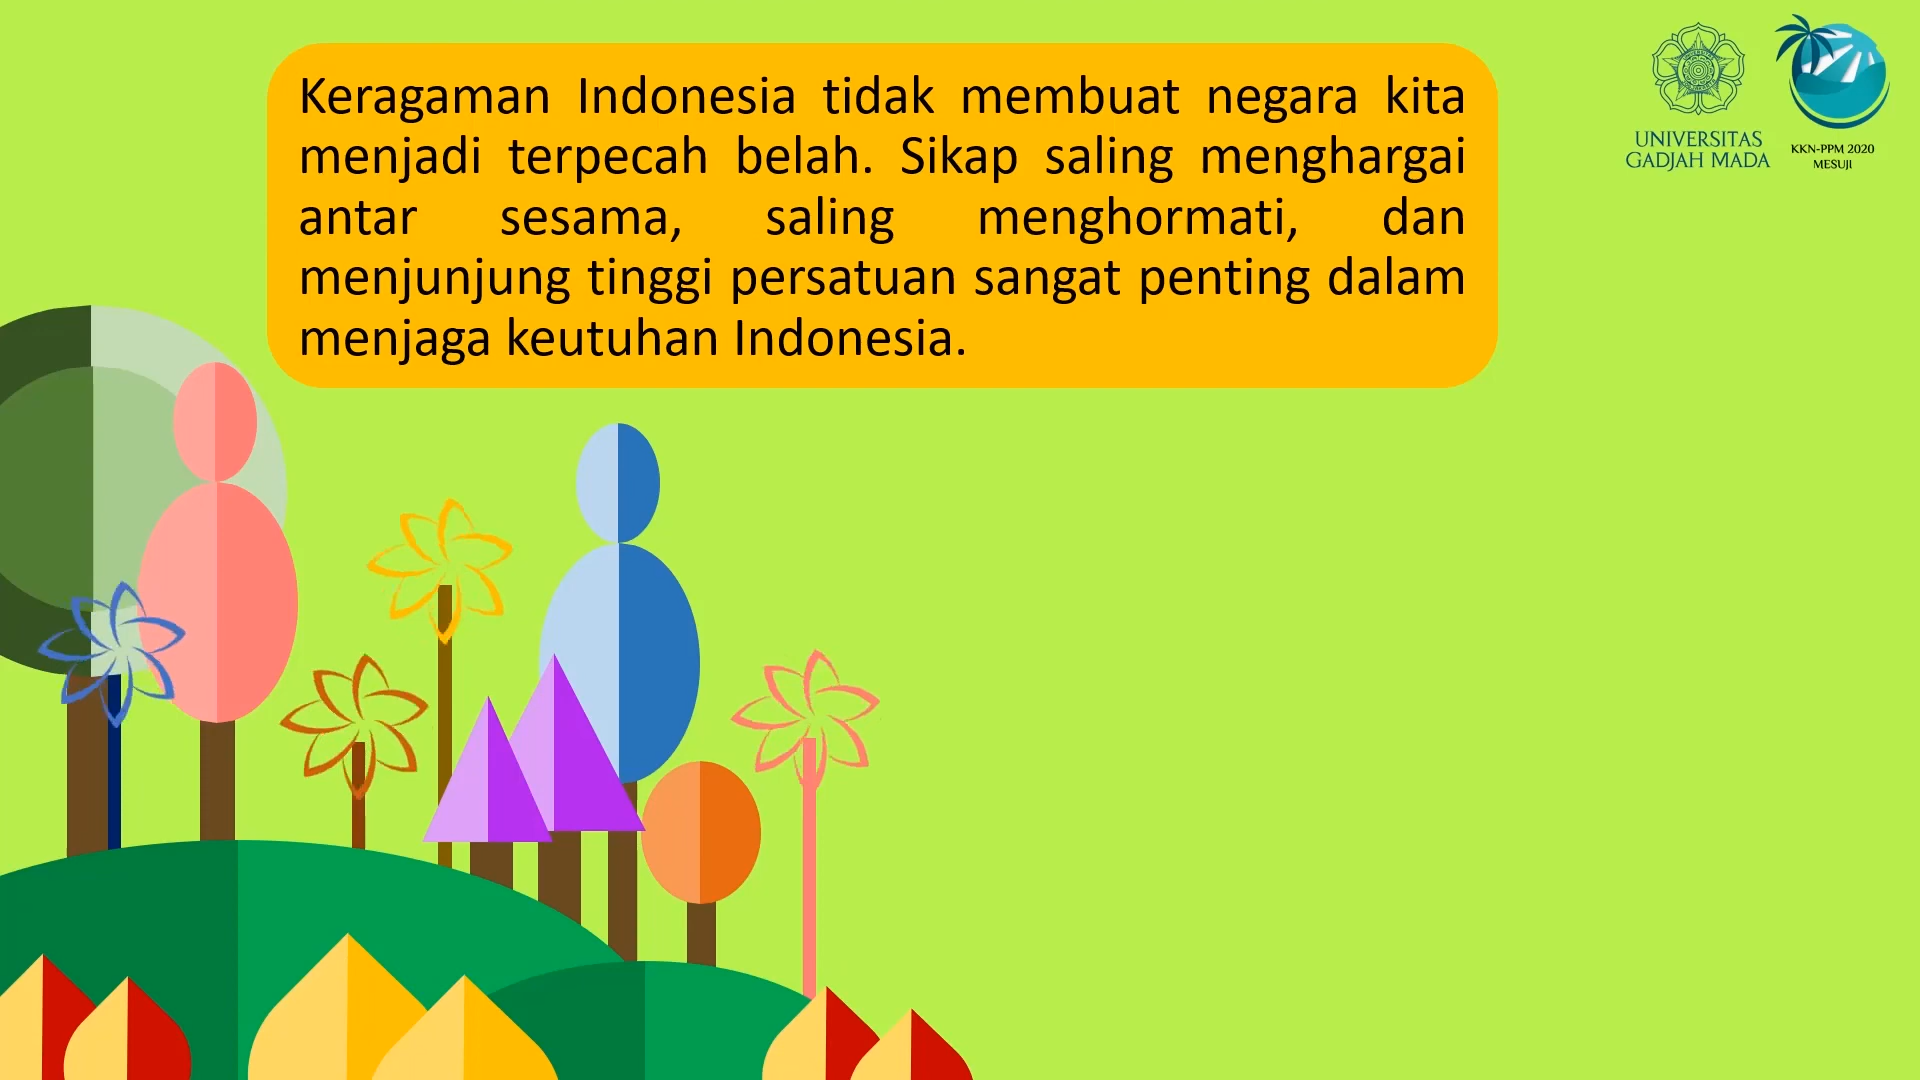 Keragaman Indonesia tidak membuat negara kita
menjadi terpecah belah. Sikap saling menghargai
antar sesama, saling menghormati, dan
menjunjung tinggi persatuan sangat penting dalam
menjaga keutuhan Indonesia.
UNIVERSITAS
GADJAH MADA
KKN-PPM 2020
MESUJI